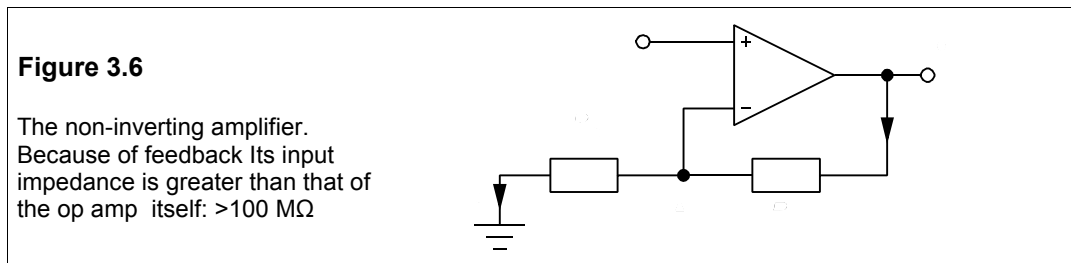 Figure 3.6
The non-inverting amplifier.
Because of feedback Its input
impedance is greater than that of
the op amp itself: >100 MΩ
+
−